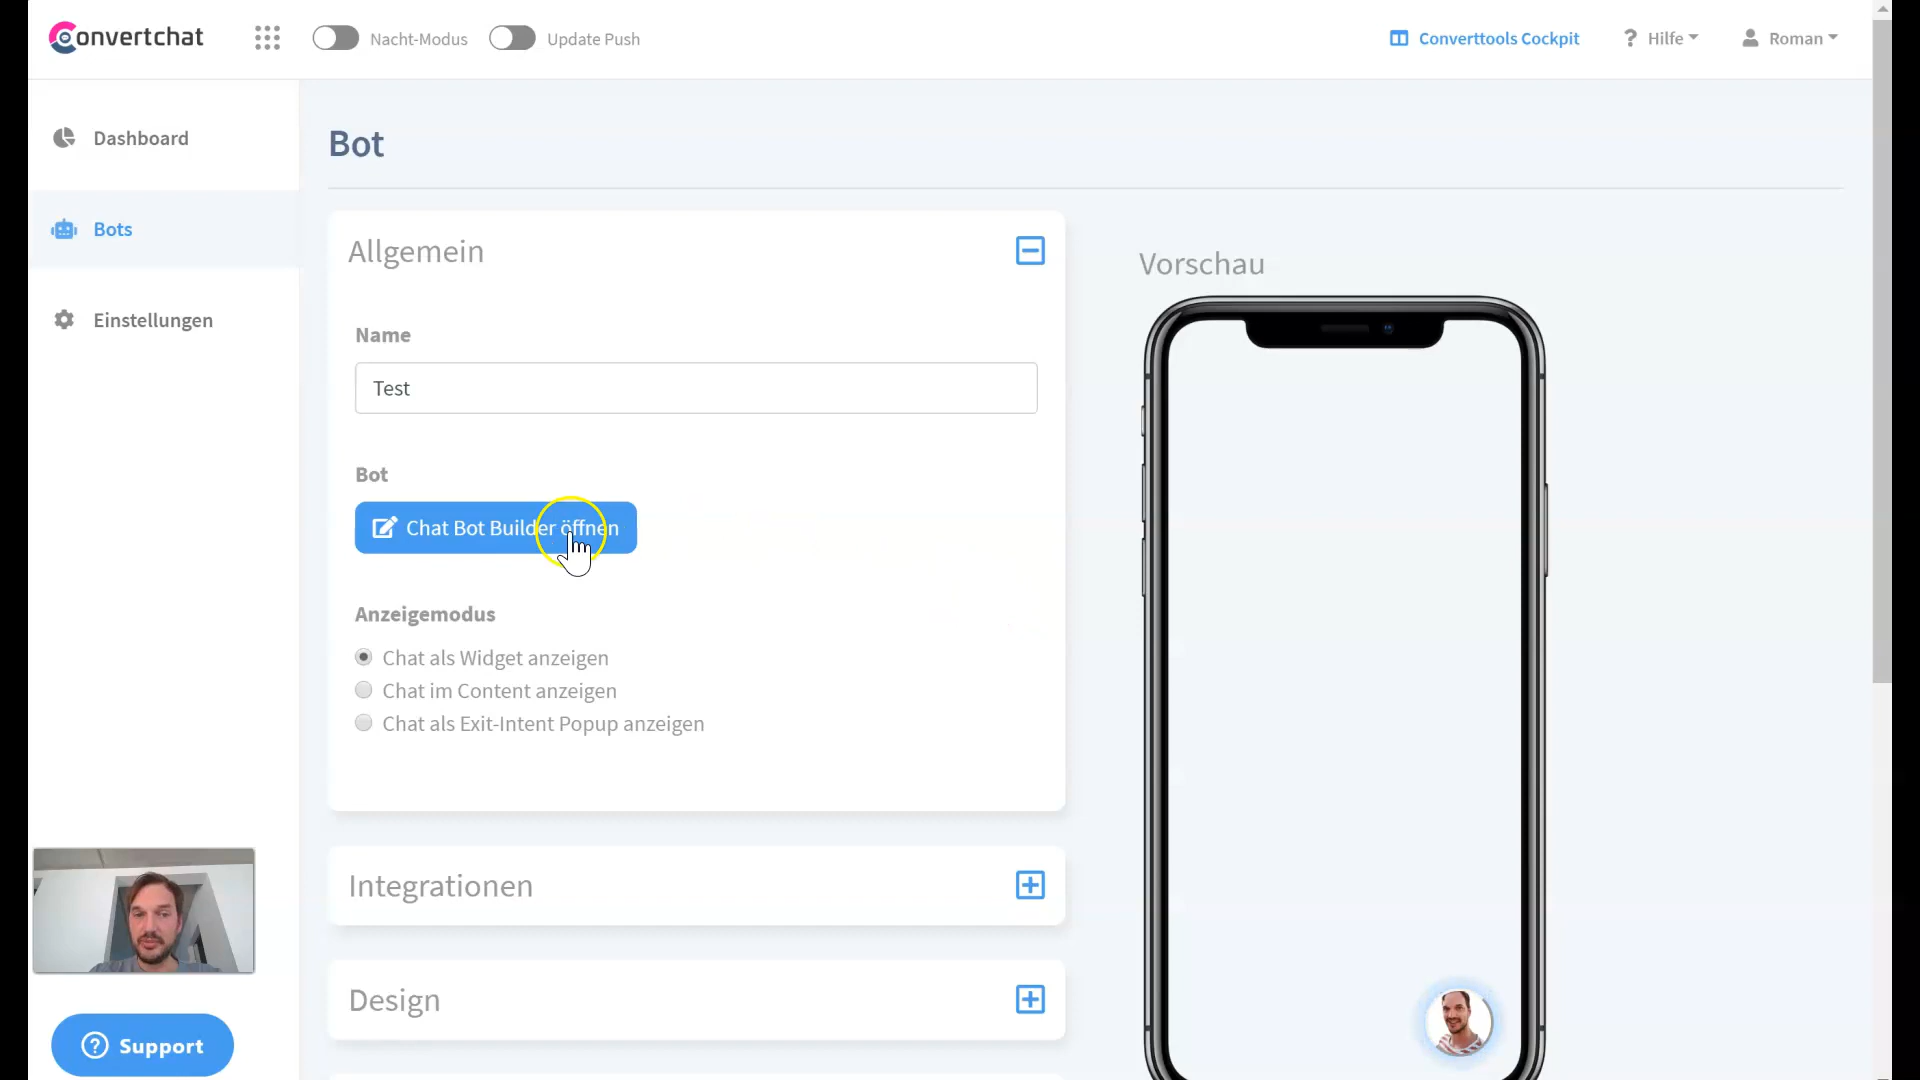 convertchat
Nacht-Modus
Update Push
Converttools Cockpit
? Hilfe
Roman
Dashboard
Bots
Einstellungen
Bot
Allgemein
Name
Test
Bot
Chat Bot Builder öffnen
Anzeigemodus
Chat als Widget anzeigen
Chat im Content anzeigen
Chat als Exit-Intent Popup anzeigen
Integrationen
Design
Vorschau
? Support